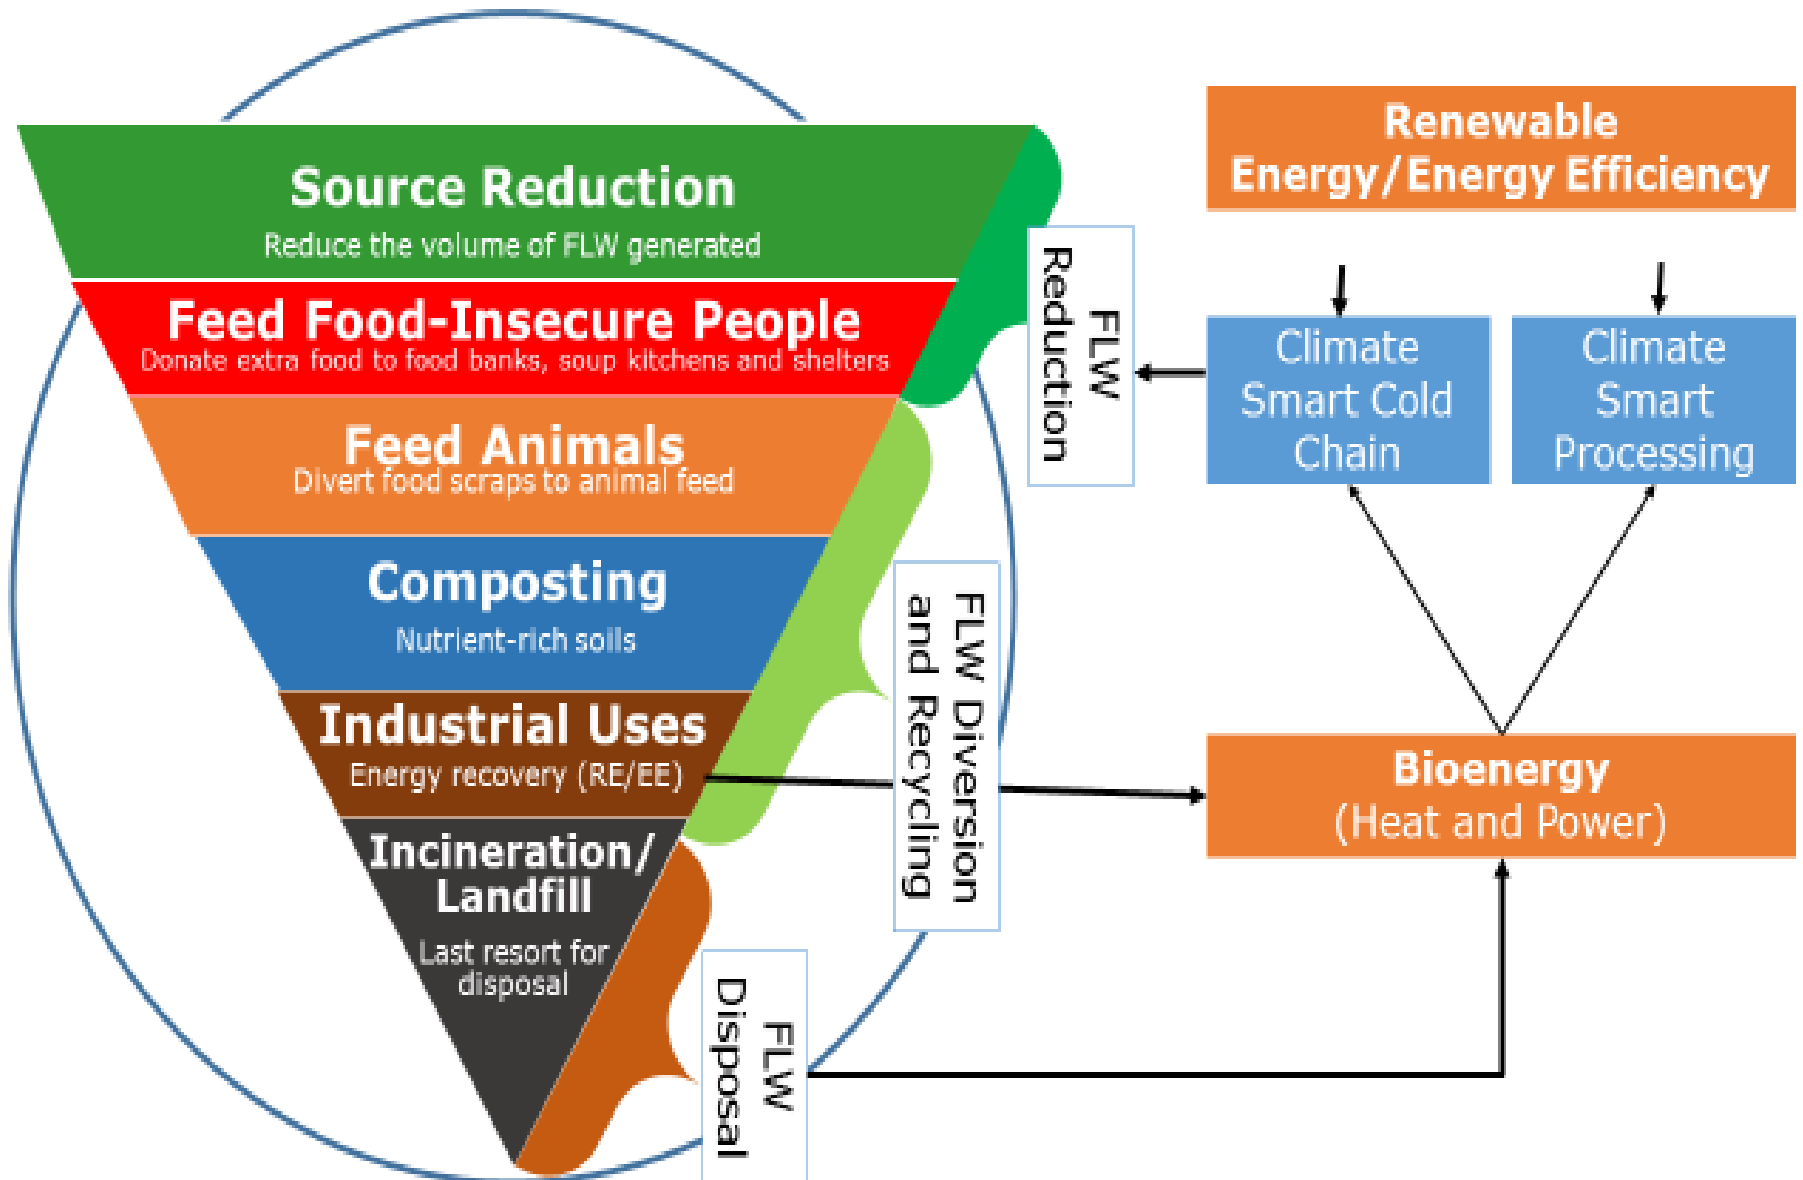 Source Reduction
Reduce the volume of FLW generated
Feed Food-Insecure People
Donate extra food to food banks, soup kitchens and shelters
Feed Animals
Divert food scraps to animal feed
Composting
Nutrient-rich soils
Industrial Uses
Energy recovery (RE/EE)
Incineration/
Landfill
Last resort for
disposal
FLW
Reduction
FLW Diversion
and Recycling
FLW
Disposal
Renewable
Energy/Energy Efficiency
Climate
Smart Cold
Chain
Climate
Smart
Processing
Bioenergy
(Heat and Power)